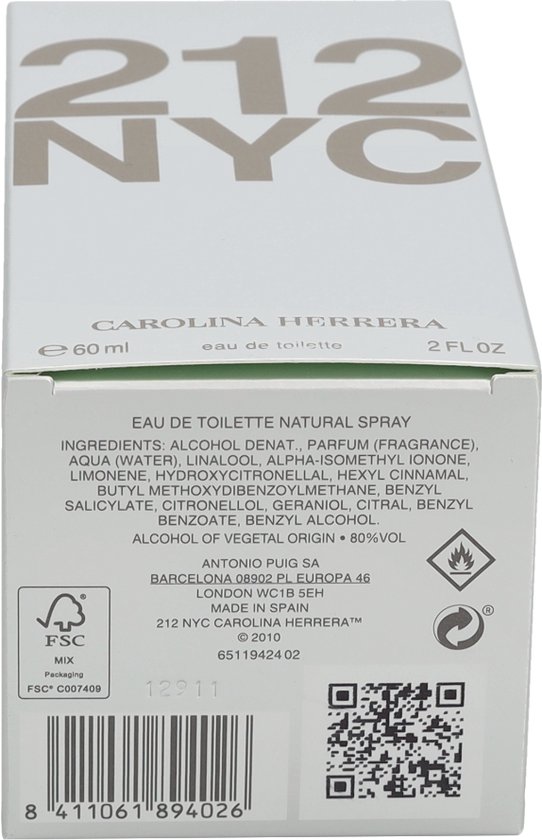 212
NYC
CAROLINA HERRERA
℮ 60 ml eau de toilette 2 FL OZ
EAU DE TOILETTE NATURAL SPRAY
INGREDIENTS: ALCOHOL DENAT., PARFUM (FRAGRANCE),
AQUA (WATER), LINALOOL, ALPHA-ISOMETHYL IONONE,
LIMONENE, HYDROXYCITRONELLAL, HEXYL CINNAMAL,
BUTYL METHOXYDIBENZOYLMETHANE, BENZYL
SALICYLATE, CITRONELLOL, GERANIOL, CITRAL, BENZYL
BENZOATE, BENZYL ALCOHOL.
ALCOHOL OF VEGETAL ORIGIN • 80%VOL
ANTONIO PUIG SA
BARCELONA 08902 PL EUROPA 46
LONDON WC1B 5EH
MADE IN SPAIN
212 NYC CAROLINA HERRERA™
© 2010
6511942402
FSC
MIX
Packaging
FSC® C007409
®
12911
8 411061 894026